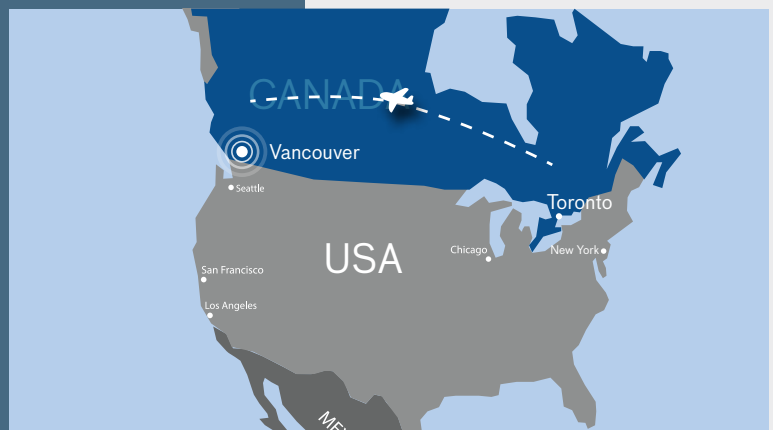 CANADA
Vancouver
Seattle
Toronto
USA
Chicago
New York
San Francisco
Los Angeles